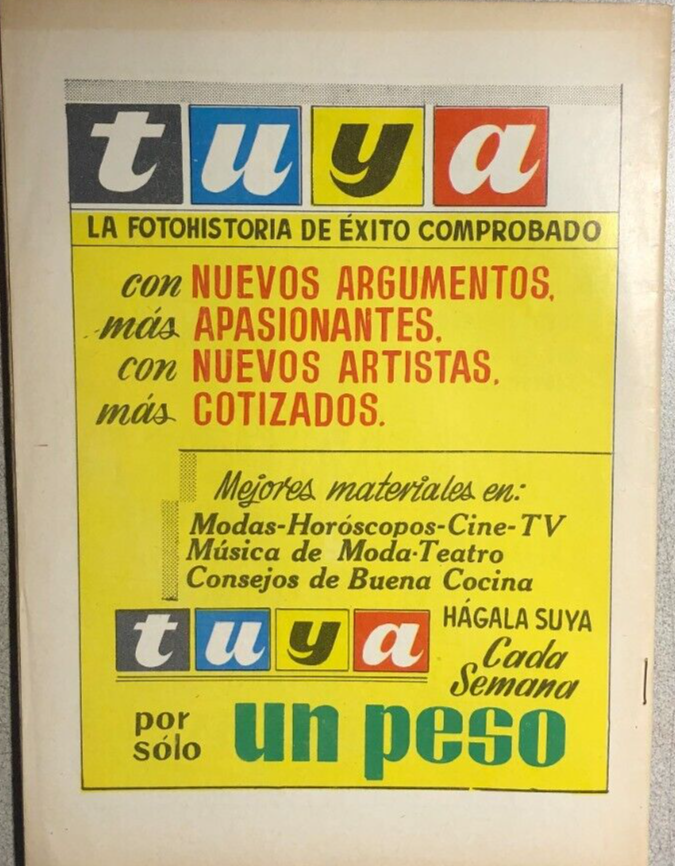 tuya
LA FOTOHISTORIA DE ÉXITO COMPROBADO
con NUEVOS ARGUMENTOS,
más APASIONANTES,
con NUEVOS ARTISTAS,
más COTIZADOS.
Mejores materiales en:
Modas-Horóscopos-Cine-TV
Música de Moda-Teatro
Consejos de Buena Cocina
tuya HÁGALA SUYA
Cada
Semana
por
sólo
un peso